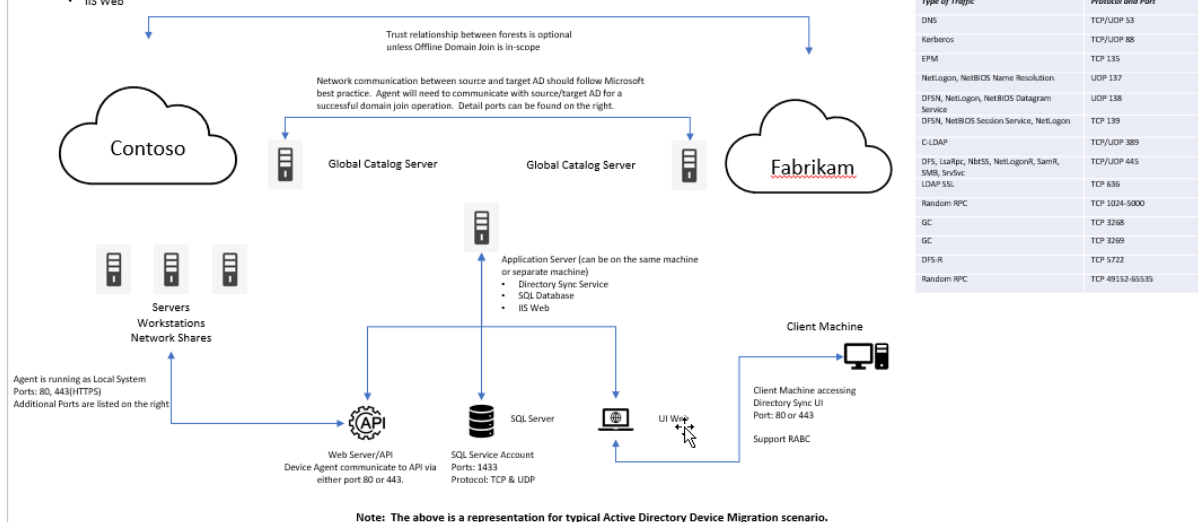 IIS Web
Type of Traffic Protocol and Port
DNS TCP/UDP 53
Kerberos TCP/UDP 88
EPM TCP 135
NetLogon, NetBIOS Name Resolution UDP 137
DFSN, NetLogon, NetBIOS Datagram
Service UDP 138
DFSN, NetBIOS Session Service, NetLogon TCP 139
C-LDAP TCP/UDP 389
DFS, LsaRpc, NbtSS, NetLogonR, SamR,
SMB, SrvSvc TCP/UDP 445
LDAP SSL TCP 636
Random RPC TCP 1024-5000
GC TCP 3268
GC TCP 3269
DFS-R TCP 5722
Random RPC TCP 49152-65535
Trust relationship between forests is optional
unless Offline Domain Join is in-scope
Network communication between source and target AD should follow Microsoft
best practice. Agent will need to communicate with source/target AD for a
successful domain join operation. Detail ports can be found on the right.
Contoso
Global Catalog Server
Global Catalog Server
Fabrikam
Application Server (can be on the same machine
or separate machine)
• Directory Sync Service
• SQL Database
• IIS Web
Servers
Workstations
Network Shares
Client Machine
Agent is running as Local System
Ports: 80, 443(HTTPS)
Additional Ports are listed on the right
Client Machine accessing
Directory Sync UI
Port: 80 or 443
Support RABC
API
SQL Server
UI Web
Web Server/API
Device Agent communicate to API via
either port 80 or 443.
SQL Service Account
Ports: 1433
Protocol: TCP & UDP
Note: The above is a representation for typical Active Directory Device Migration scenario.